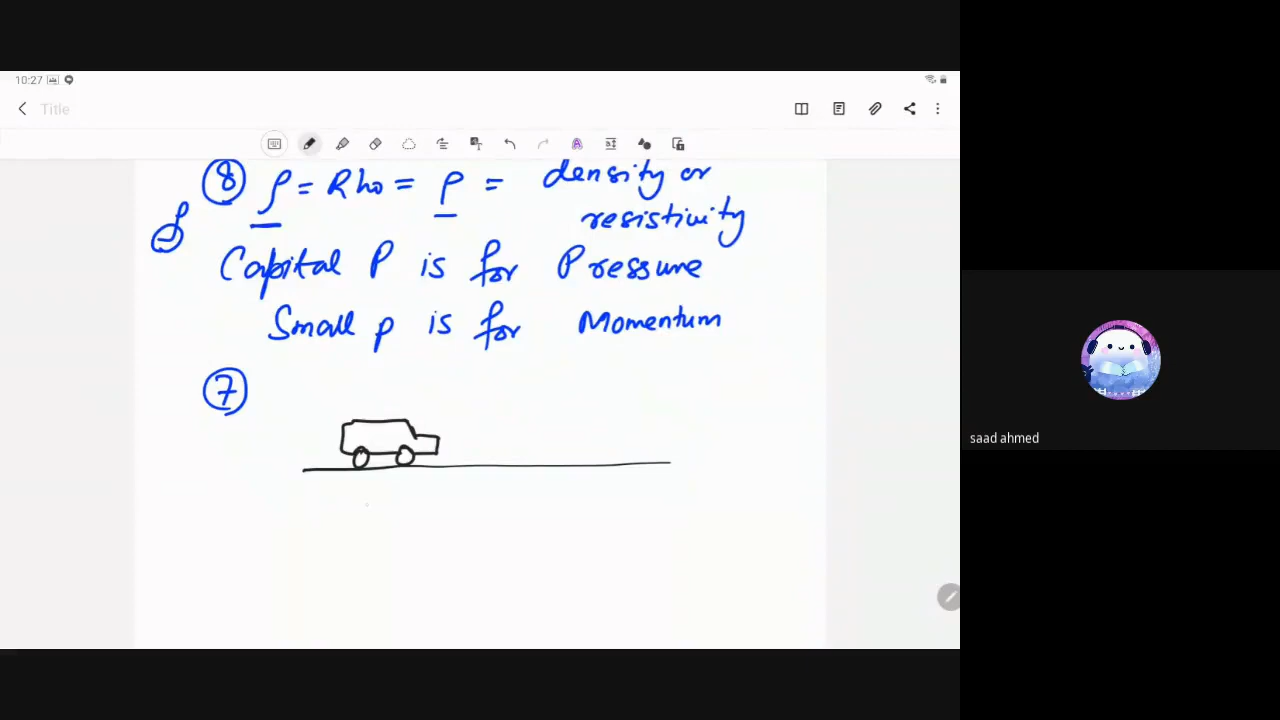 10:27
Title
⑧ ρ = Rho = ρ = density or
resistivity
ρ
Capital P is for Pressure
Small p is for Momentum
⑦
saad ahmed